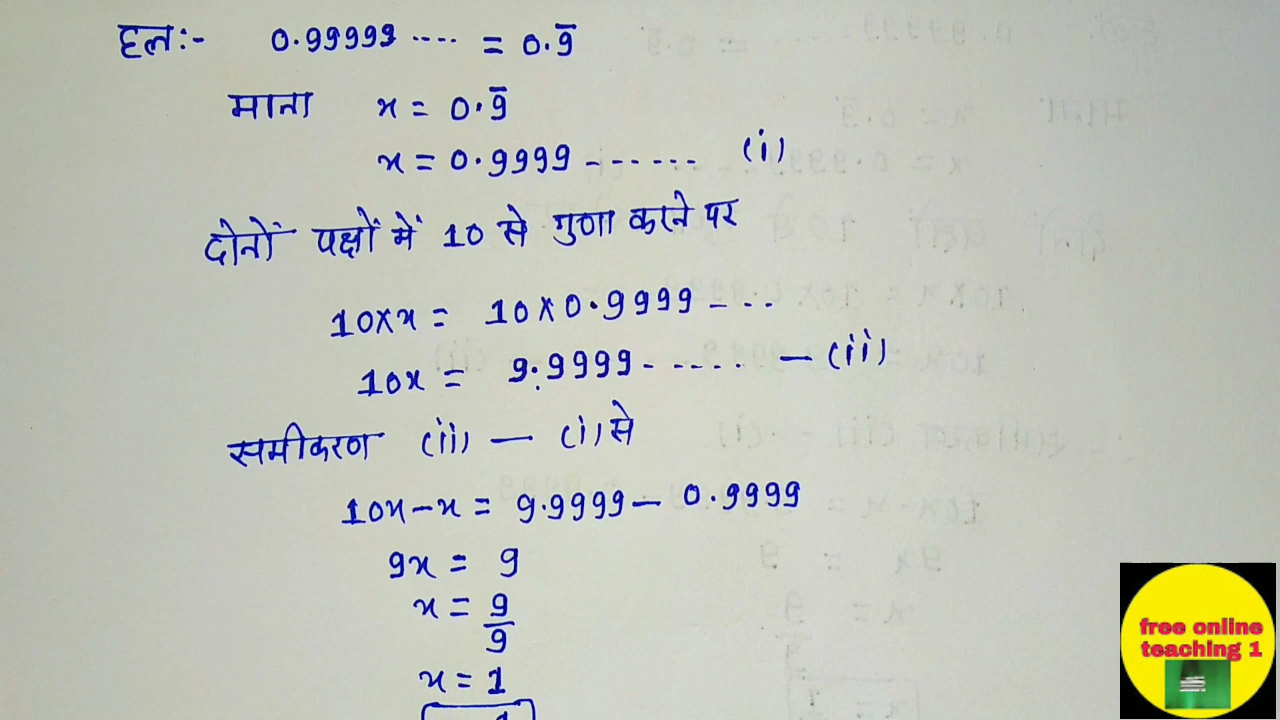 हल:- 0.99999 .... = 0.9̄
माना x = 0.9̄
x = 0.9999 ------ (i)
दोनों पक्षों में 10 से गुणा करने पर
10×x = 10×0.9999 - - -
10x = 9.9999 - - - - - — (ii)
समीकरण (ii) — (i) से
10x-x = 9.9999 — 0.9999
9x = 9
x = 9/9
x = 1
free online
teaching 1